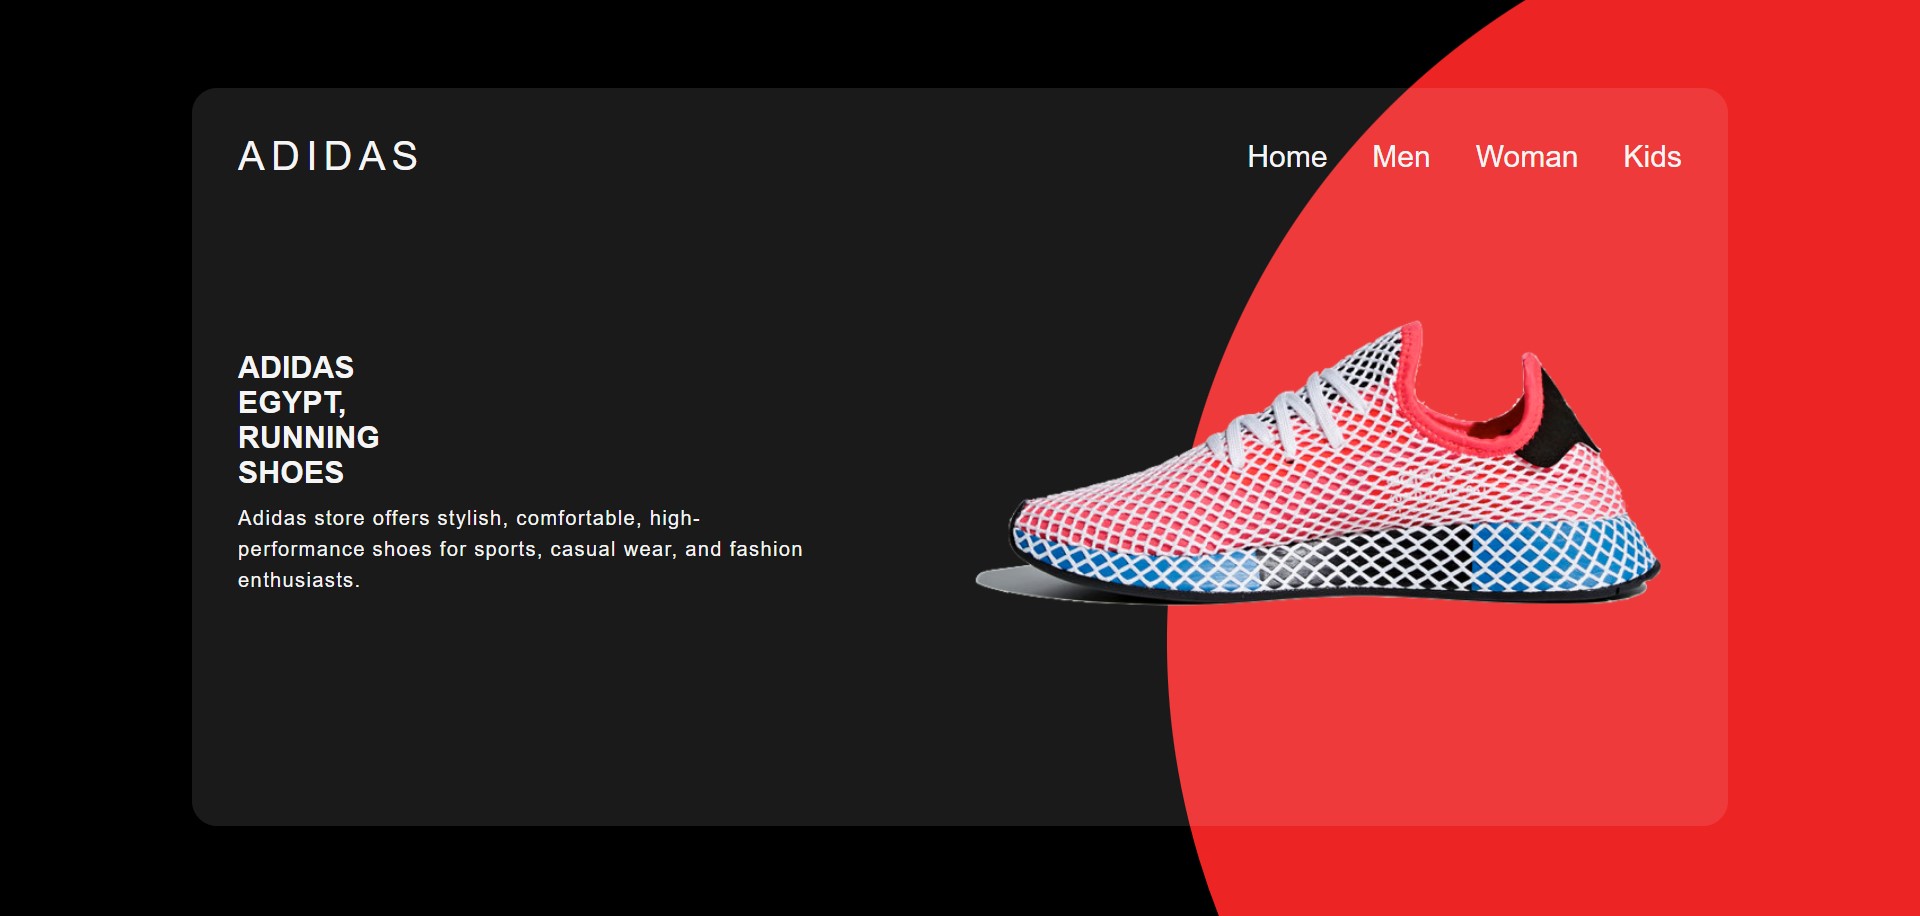 ADIDAS
Home Men Woman Kids
ADIDAS
EGYPT,
RUNNING
SHOES
Adidas store offers stylish, comfortable, high-
performance shoes for sports, casual wear, and fashion
enthusiasts.